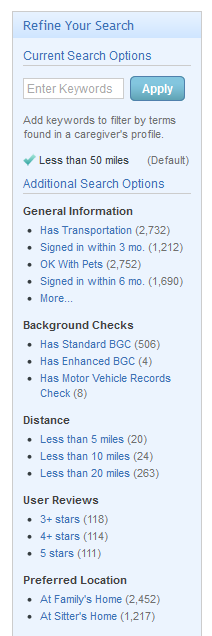 Refine Your Search
Current Search Options
Enter Keywords Apply
Add keywords to filter by terms
found in a caregiver's profile.
Less than 50 miles (Default)
Additional Search Options
General Information
Has Transportation (2,732)
Signed in within 3 mo. (1,212)
OK With Pets (2,752)
Signed in within 6 mo. (1,690)
More...
Background Checks
Has Standard BGC (506)
Has Enhanced BGC (4)
Has Motor Vehicle Records
Check (8)
Distance
Less than 5 miles (20)
Less than 10 miles (24)
Less than 20 miles (263)
User Reviews
3+ stars (118)
4+ stars (114)
5 stars (111)
Preferred Location
At Family's Home (2,452)
At Sitter's Home (1,217)